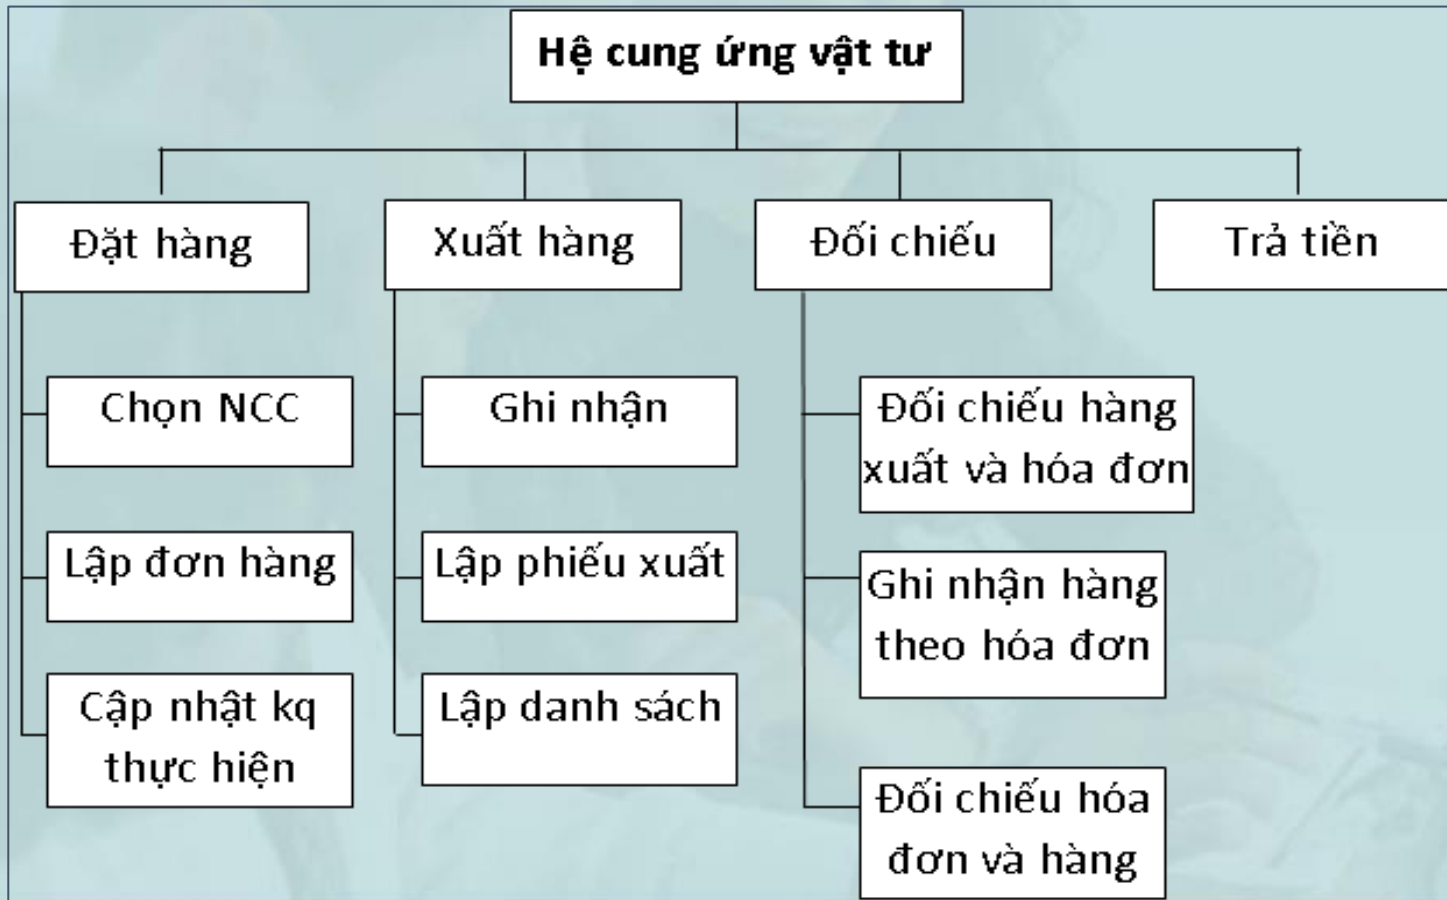 Hệ cung ứng vật tư
Đặt hàng
Xuất hàng
Đối chiếu
Trả tiền
Chọn NCC
Lập đơn hàng
Cập nhật kq
thực hiện
Ghi nhận
Lập phiếu xuất
Lập danh sách
Đối chiếu hàng
xuất và hóa đơn
Ghi nhận hàng
theo hóa đơn
Đối chiếu hóa
đơn và hàng